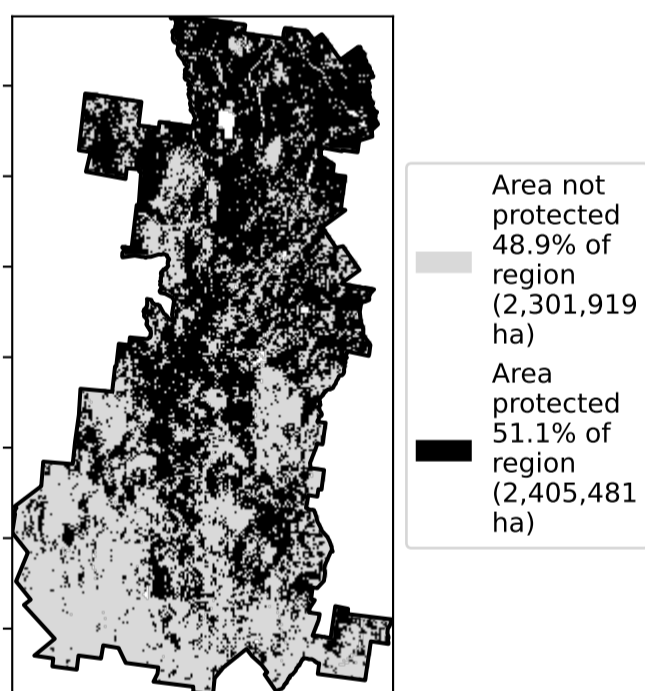 Area not
protected
48.9% of
region
(2,301,919
ha)
Area
protected
51.1% of
region
(2,405,481
ha)